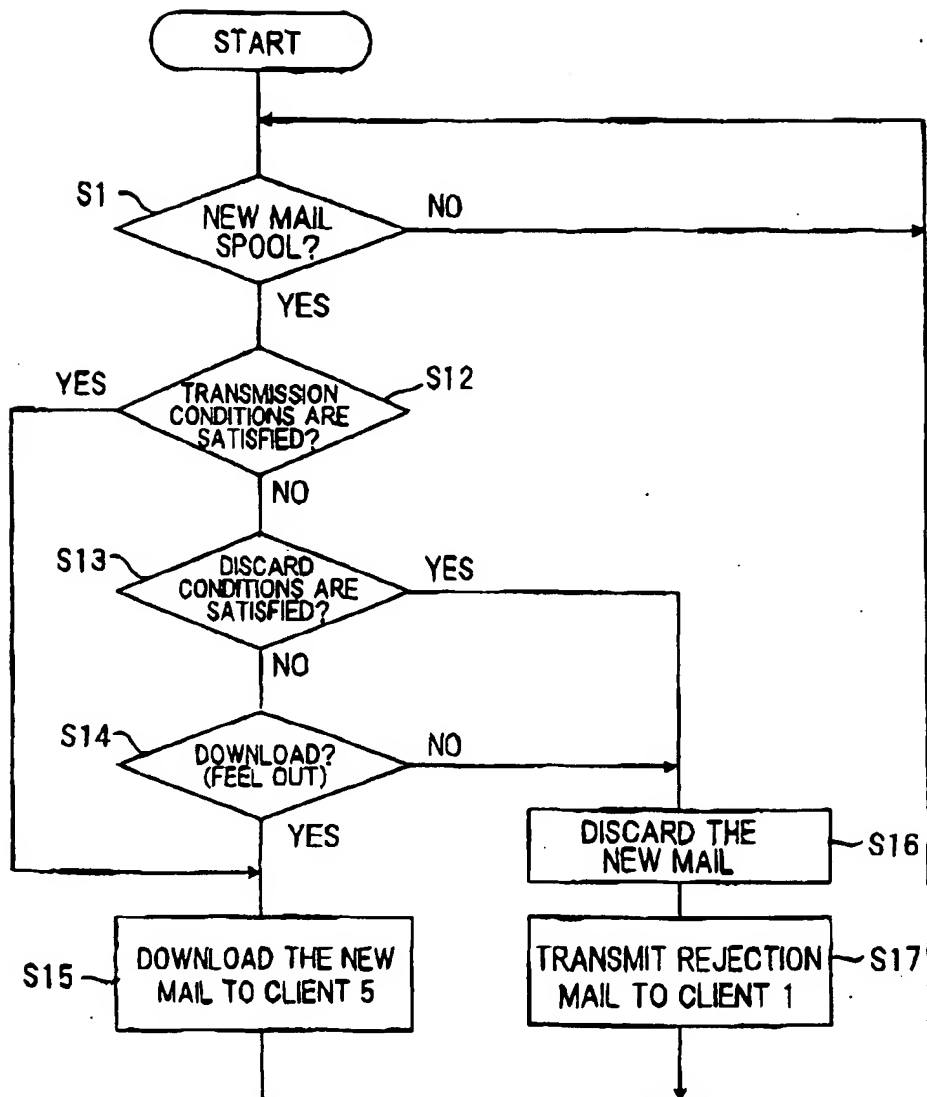 START
S1
NEW MAIL
SPOOL?
NO
YES
YES
S12
TRANSMISSION
CONDITIONS ARE
SATISFIED?
NO
S13
DISCARD
CONDITIONS ARE
SATISFIED?
YES
NO
S14
DOWNLOAD?
(FEEL OUT)
NO
YES
DISCARD THE
NEW MAIL
S16
S15
DOWNLOAD THE NEW
MAIL TO CLIENT 5
TRANSMIT REJECTION
MAIL TO CLIENT 1
S17